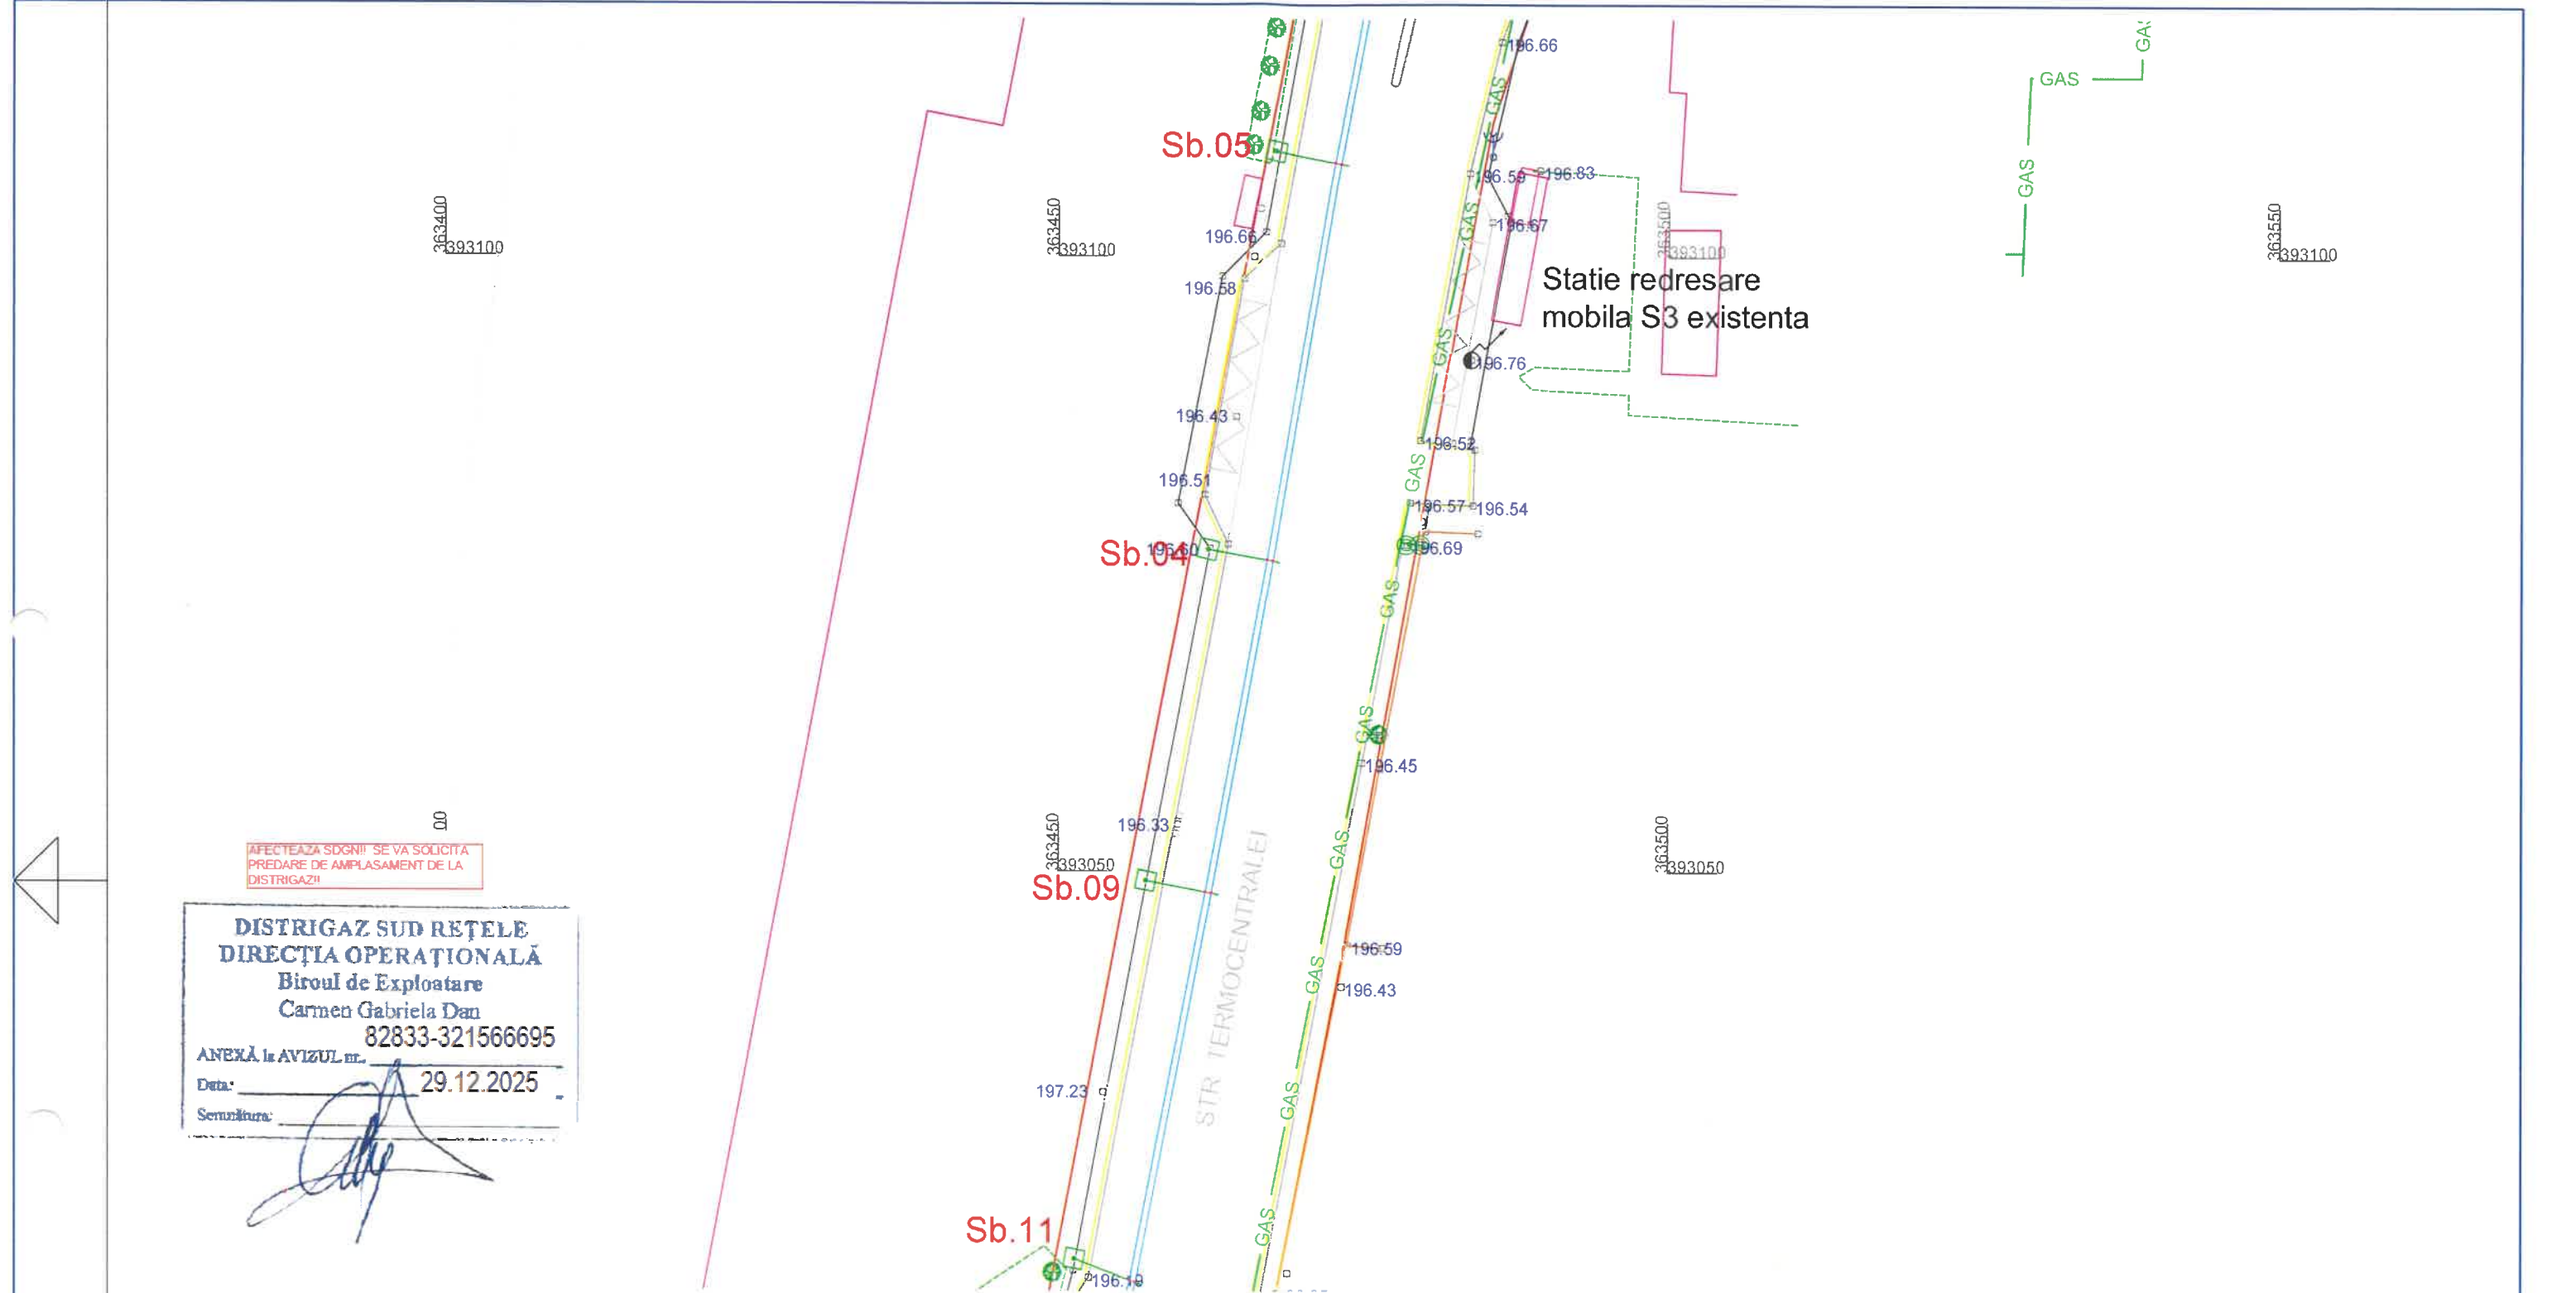 196.66
GAS
GAS
GAS
Sb.05
196.59
196.83
GAS
363400
393100
363450
393100
196.66
GAS
196.67
363500
393100
363550
393100
196.58
Statie redresare
mobila S3 existenta
GAS
196.76
196.43
196.52
196.51
GAS
196.57
196.54
Sb.04
196.60
196.69
GAS
GAS
196.45
00
196.33
363450
393050
363500
393050
GAS
AFECTEAZA SDGN!! SE VA SOLICITA
PREDARE DE AMPLASAMENT DE LA
DISTRIGAZ!!
Sb.09
STR TERMOCENTRALEI
DISTRIGAZ SUD REȚELE
DIRECȚIA OPERAȚIONALĂ
Biroul de Exploatare
Carmen Gabriela Dan
82833-321566695
ANEXĂ la AVIZUL nr.
Data:
29.12.2025
Semnătura:
196.59
GAS
196.43
197.23
GAS
Sb.11
GAS
196.19